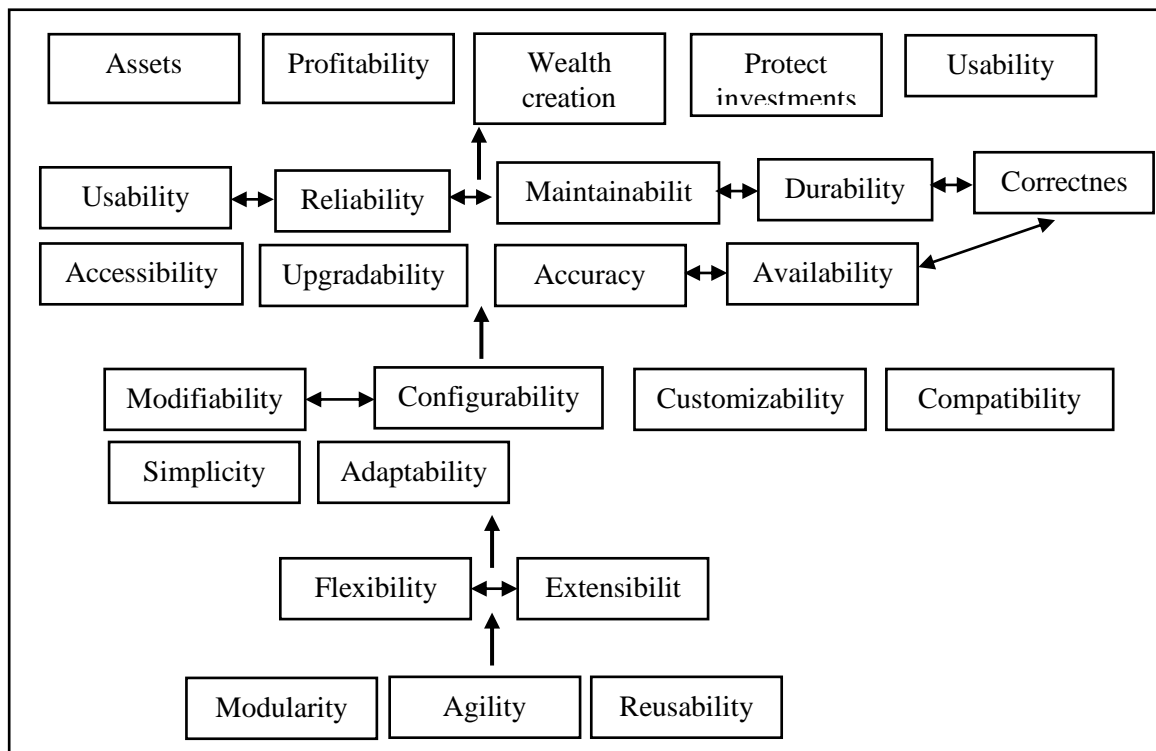 Assets
Profitability
Wealth
creation
Protect
investments
Usability
Usability
Reliability
Maintainabilit
Durability
Correctnes
Accessibility
Upgradability
Accuracy
Availability
Modifiability
Configurability
Customizability
Compatibility
Simplicity
Adaptability
Flexibility
Extensibilit
Modularity
Agility
Reusability